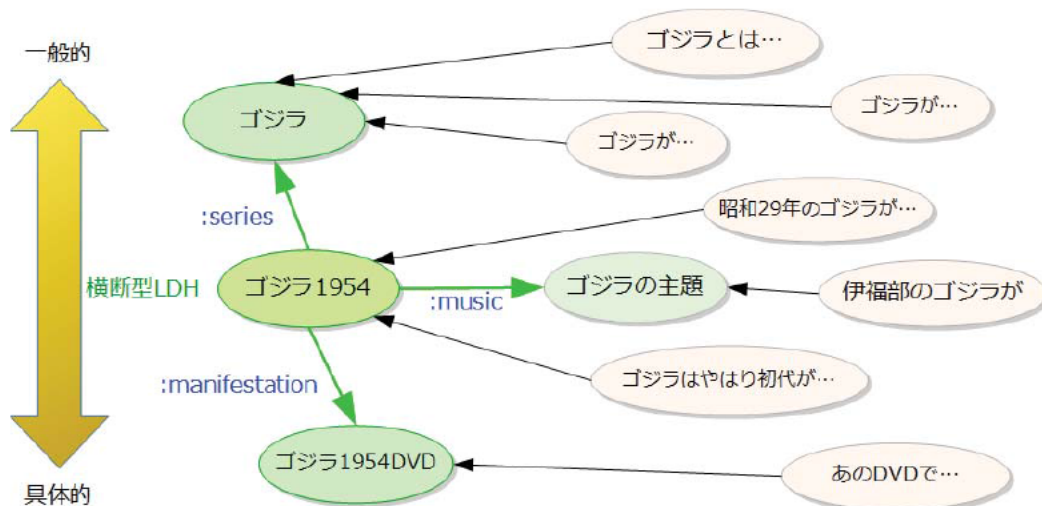 一般的
ゴジラとは…
ゴジラ
ゴジラが…
ゴジラが…
:series
昭和29年のゴジラが…
横断型LDH
ゴジラ1954
:music
ゴジラの主題
伊福部のゴジラが
:manifestation
ゴジラはやはり初代が…
ゴジラ1954DVD
あのDVDで…
具体的